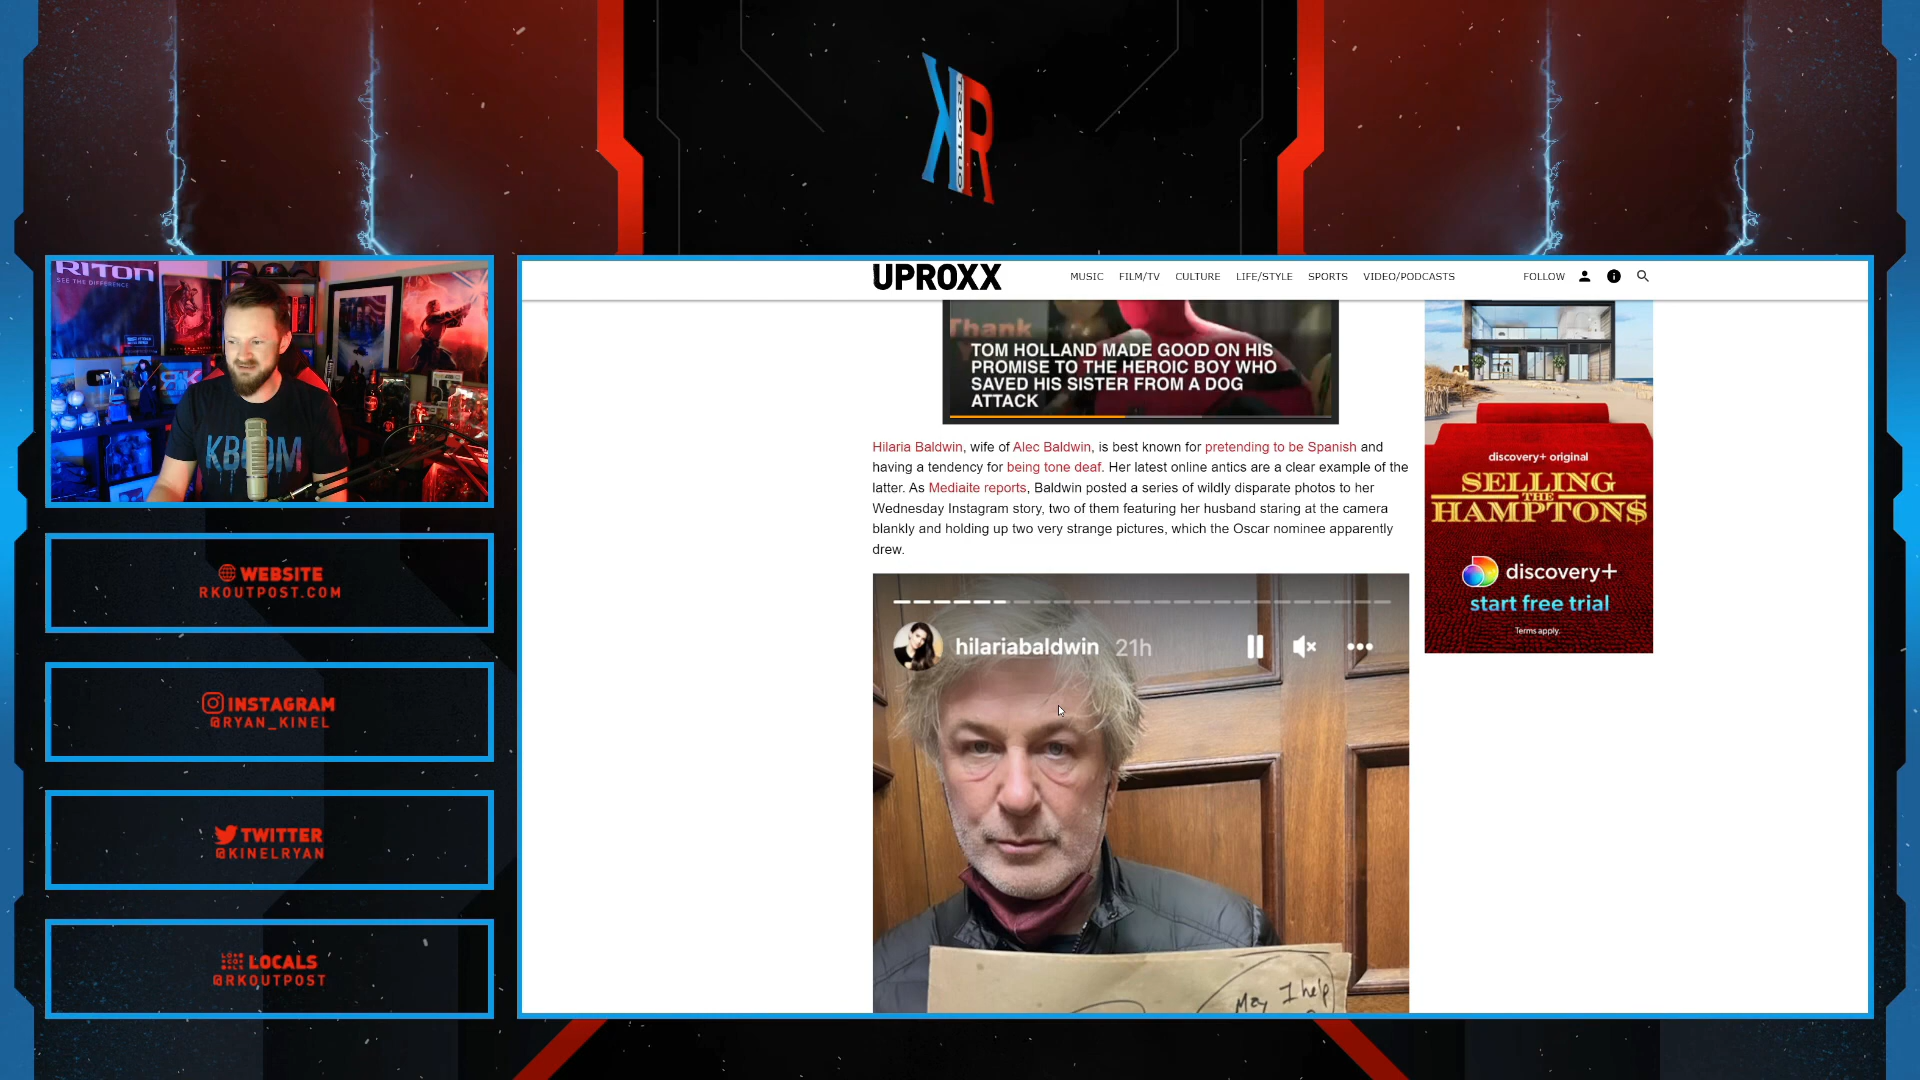 OUTPOST
KR
RITON
SEE THE DIFFERENCE
KBOOM
WEBSITE
RKOUTPOST.COM
INSTAGRAM
@RYAN_KINEL
TWITTER
@KINELRYAN
LOCALS
@RKOUTPOST
UPROXX
MUSIC FILM/TV CULTURE LIFE/STYLE SPORTS VIDEO/PODCASTS FOLLOW
Thank
TOM HOLLAND MADE GOOD ON HIS
PROMISE TO THE HEROIC BOY WHO
SAVED HIS SISTER FROM A DOG
ATTACK
Hilaria Baldwin, wife of Alec Baldwin, is best known for pretending to be Spanish and
having a tendency for being tone deaf. Her latest online antics are a clear example of the
latter. As Mediaite reports, Baldwin posted a series of wildly disparate photos to her
Wednesday Instagram story, two of them featuring her husband staring at the camera
blankly and holding up two very strange pictures, which the Oscar nominee apparently
drew.
hilariabaldwin 21h
May I help
discovery+ original
SELLING
THE
HAMPTONS
discovery+
start free trial
Terms apply.